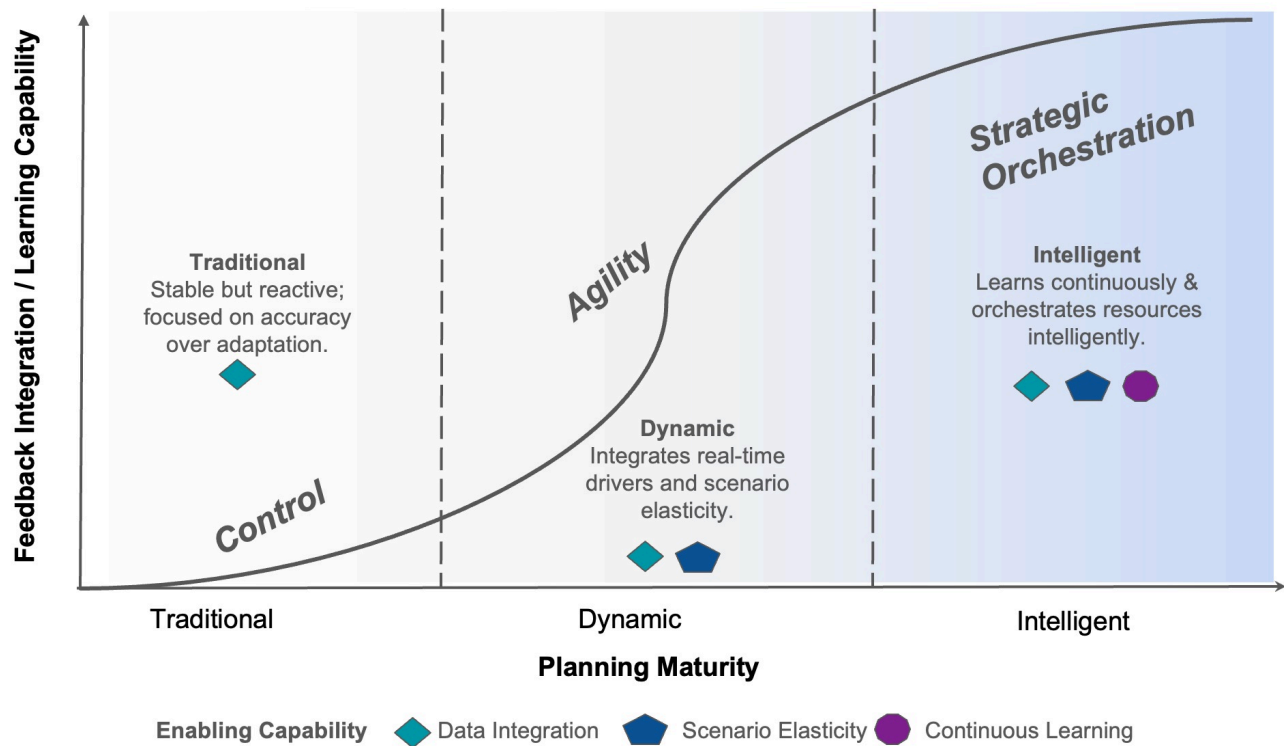 Feedback Integration / Learning Capability
Strategic
Orchestration
Agility
Control
Traditional
Stable but reactive;
focused on accuracy
over adaptation.
Dynamic
Integrates real-time
drivers and scenario
elasticity.
Intelligent
Learns continuously &
orchestrates resources
intelligently.
Traditional
Dynamic
Intelligent
Planning Maturity
Enabling Capability Data Integration Scenario Elasticity Continuous Learning